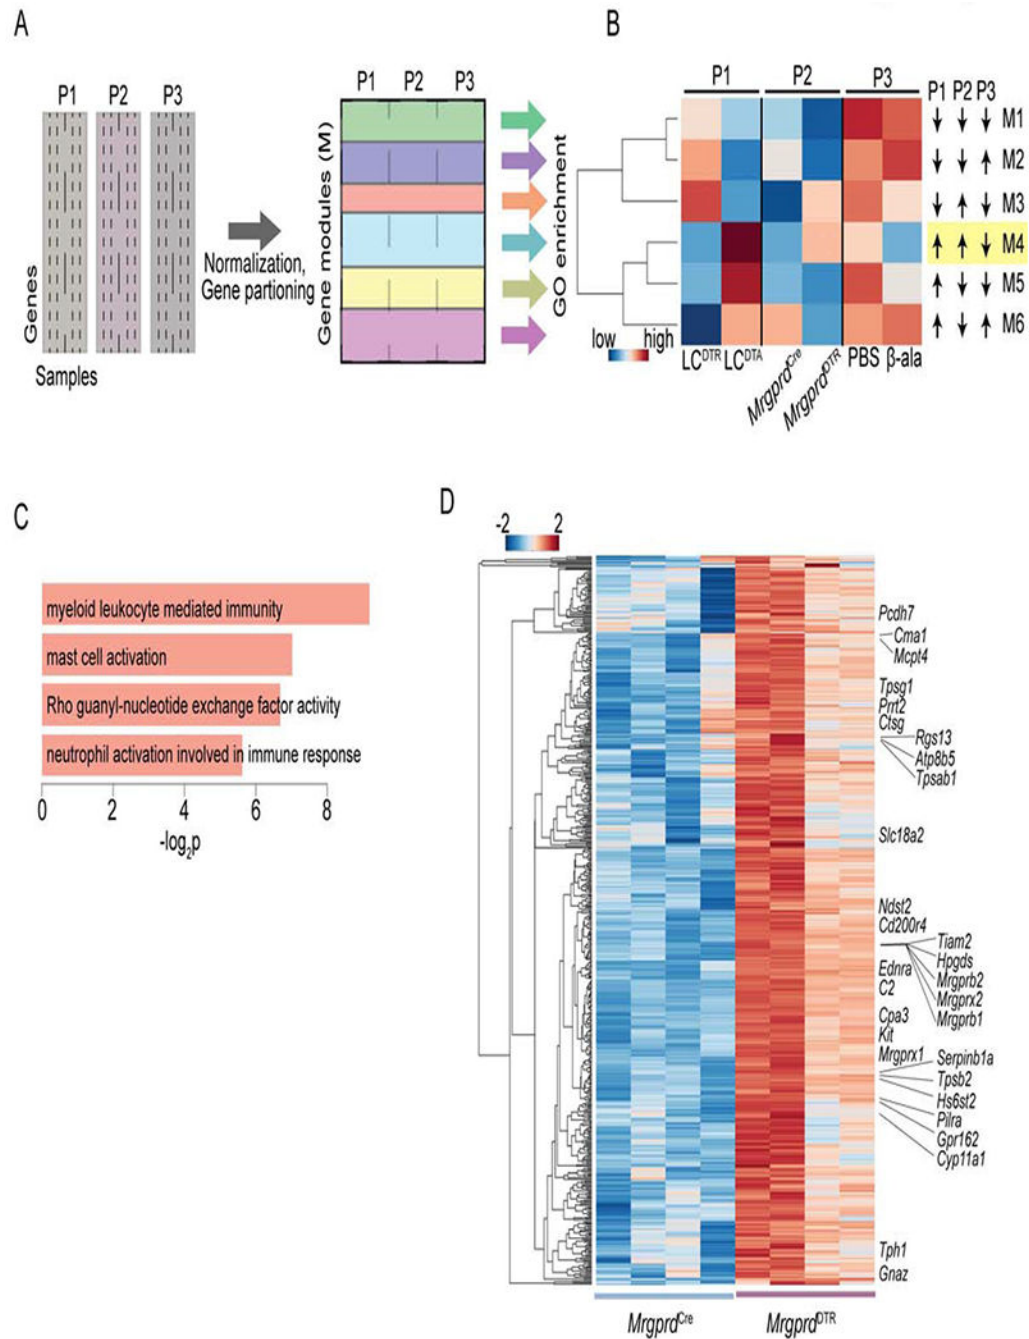 A
P1 P2 P3
Genes
Samples
Normalization,
Gene partioning
P1 P2 P3
Gene modules (M)
GO enrichment
B
P1 P2 P3
P1 P2 P3
↓ ↓ ↓ M1
↓ ↓ ↑ M2
↓ ↑ ↓ M3
↑ ↑ ↓ M4
↑ ↓ ↓ M5
↑ ↓ ↑ M6
low high
LCDTR LCDTA MrgprdCre MrgprdDTR PBS β-ala
C
myeloid leukocyte mediated immunity
mast cell activation
Rho guanyl-nucleotide exchange factor activity
neutrophil activation involved in immune response
0 2 4 6 8
-log2p
D
-2 2
Pcdh7
Cma1
Mcpt4
Tpsg1
Prrt2
Ctsg
Rgs13
Atp8b5
Tpsab1
Slc18a2
Ndst2
Cd200r4
Tiam2
Hpgds
Mrgprb2
Mrgprx2
Mrgprb1
Ednra
C2
Cpa3
Kit
Mrgprx1
Serpinb1a
Tpsb2
Hs6st2
Pilra
Gpr162
Cyp11a1
Tph1
Gnaz
MrgprdCre MrgprdDTR